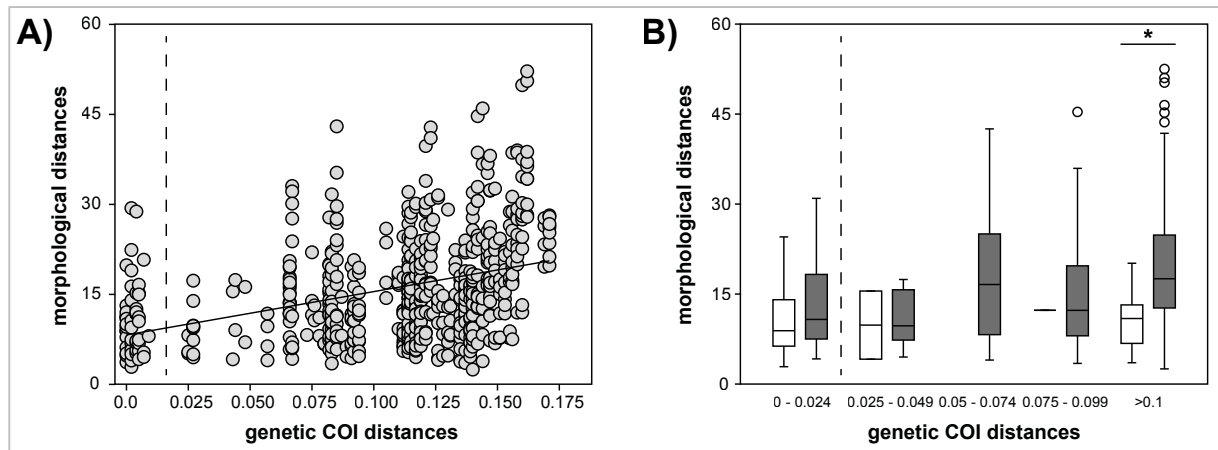 A)
60
45
30
15
0
morphological distances
0.0 0.025 0.050 0.075 0.100 0.125 0.150 0.175
genetic COI distances
B)
60
45
30
15
0
morphological distances
*
0 - 0.024 0.025 - 0.049 0.05 - 0.074 0.075 - 0.099 >0.1
genetic COI distances